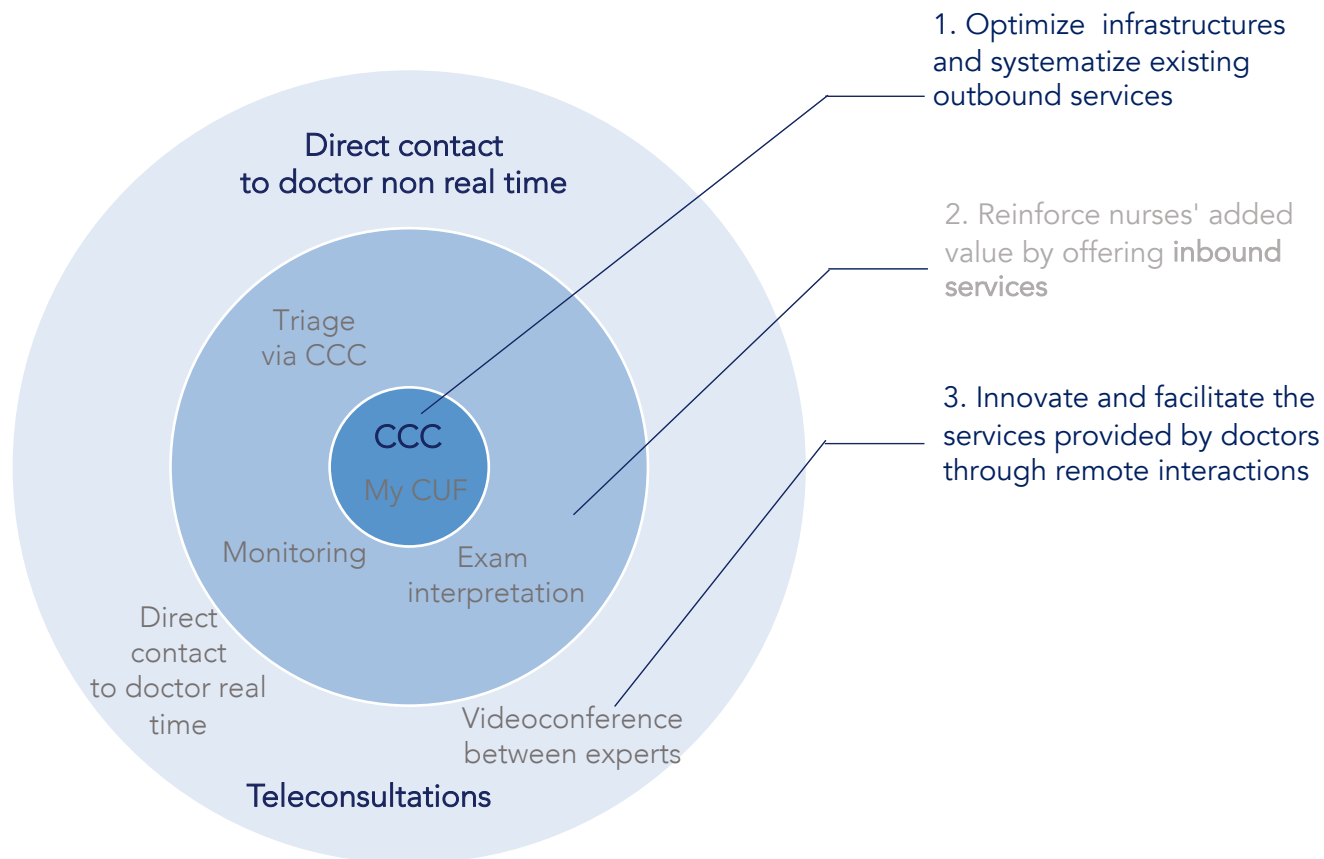 1. Optimize infrastructures
and systematize existing
outbound services
Direct contact
to doctor non real time
2. Reinforce nurses' added
value by offering inbound
services
Triage
via CCC
3. Innovate and facilitate the
services provided by doctors
through remote interactions
CCC
My CUF
Monitoring
Exam
interpretation
Direct
contact
to doctor real
time
Videoconference
between experts
Teleconsultations